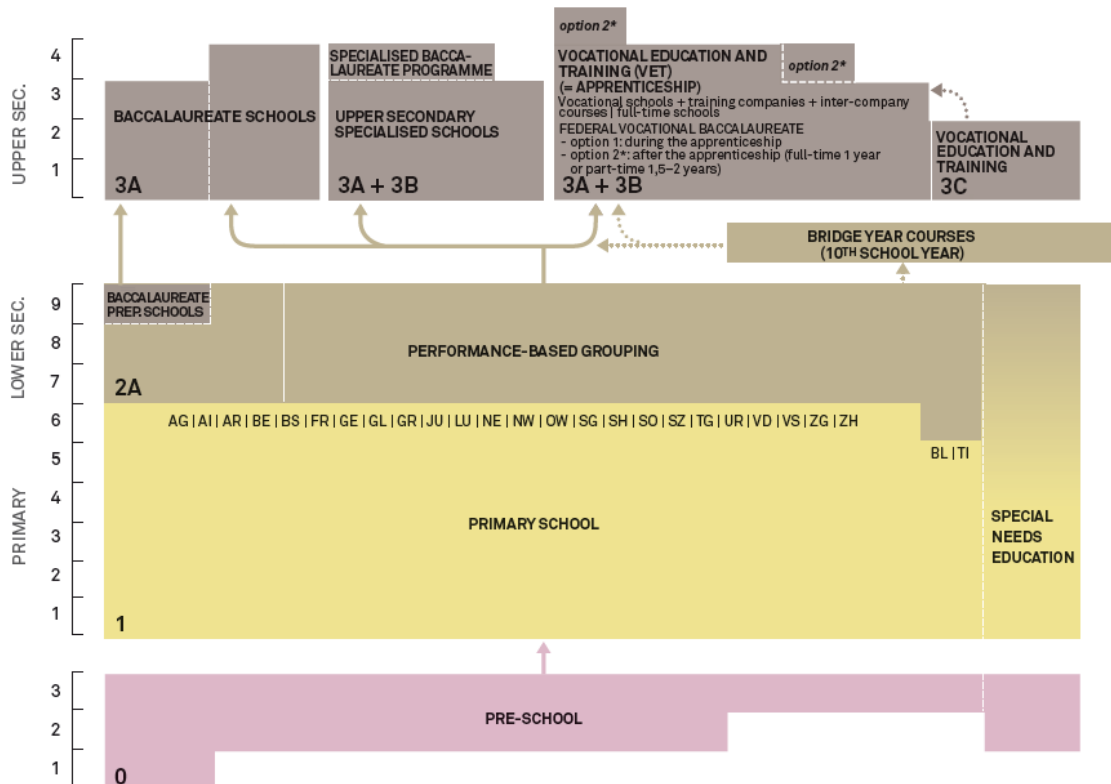 option 2*
4
SPECIALISED BACCA-
LAUREATE PROGRAMME
VOCATIONAL EDUCATION AND
TRAINING (VET)
(= APPRENTICESHIP)
option 2*
UPPER SEC.
3
2
1
BACCALAUREATE SCHOOLS
3A
UPPER SECONDARY
SPECIALISED SCHOOLS
3A + 3B
Vocational schools + training companies + inter-company
courses | full-time schools
FEDERAL VOCATIONAL BACCALAUREATE
- option 1: during the apprenticeship
- option 2*: after the apprenticeship (full-time 1 year
or part-time 1,5–2 years)
3A + 3B
VOCATIONAL
EDUCATION AND
TRAINING
3C
BRIDGE YEAR COURSES
(10TH SCHOOL YEAR)
LOWER SEC.
9
8
7
BACCALAUREATE
PREP. SCHOOLS
PERFORMANCE-BASED GROUPING
2A
PRIMARY
6
5
4
3
2
1
AG | AI | AR | BE | BS | FR | GE | GL | GR | JU | LU | NE | NW | OW | SG | SH | SO | SZ | TG | UR | VD | VS | ZG | ZH
BL | TI
PRIMARY SCHOOL
SPECIAL
NEEDS
EDUCATION
1
3
2
1
PRE-SCHOOL
0